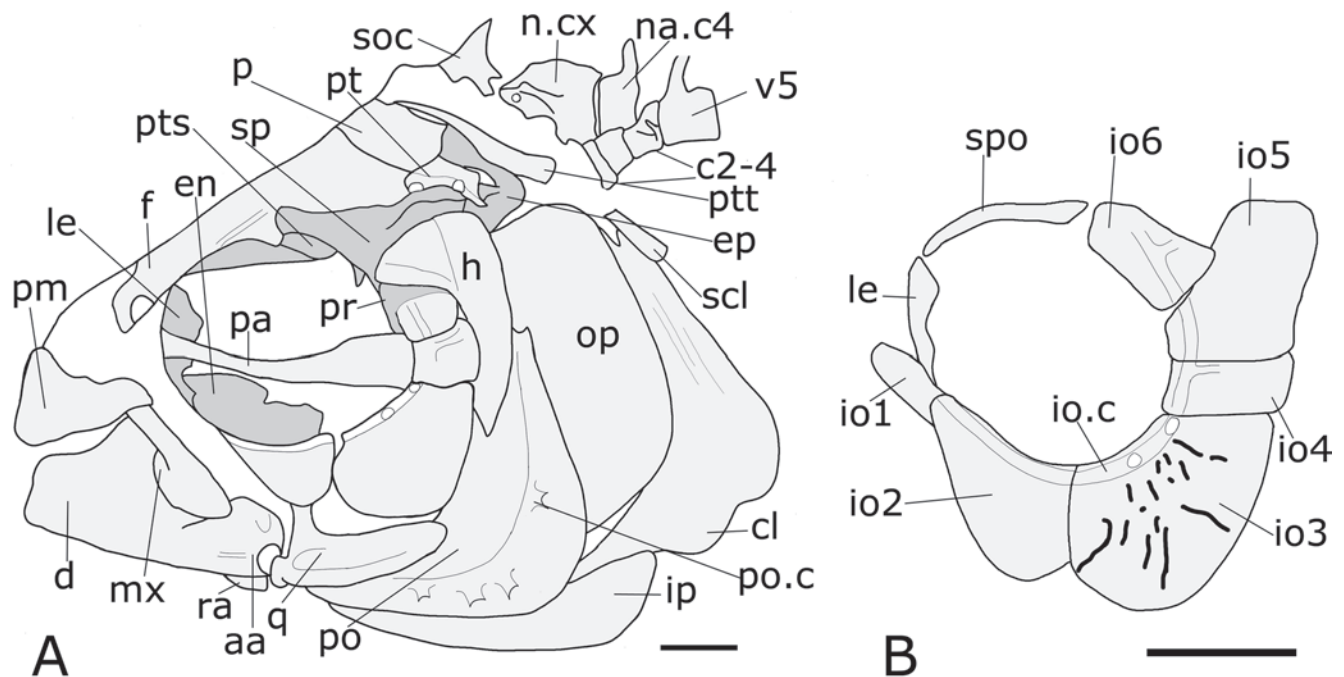 soc
n.cx
na.c4
p
pt
v5
pts
sp
c2-4
en
ptt
le
f
ep
h
pm
scl
pa
pr
op
cl
d
mx
po.c
ra
q
ip
aa
po
A
spo
io6
io5
le
io1
io.c
io4
io2
io3
B